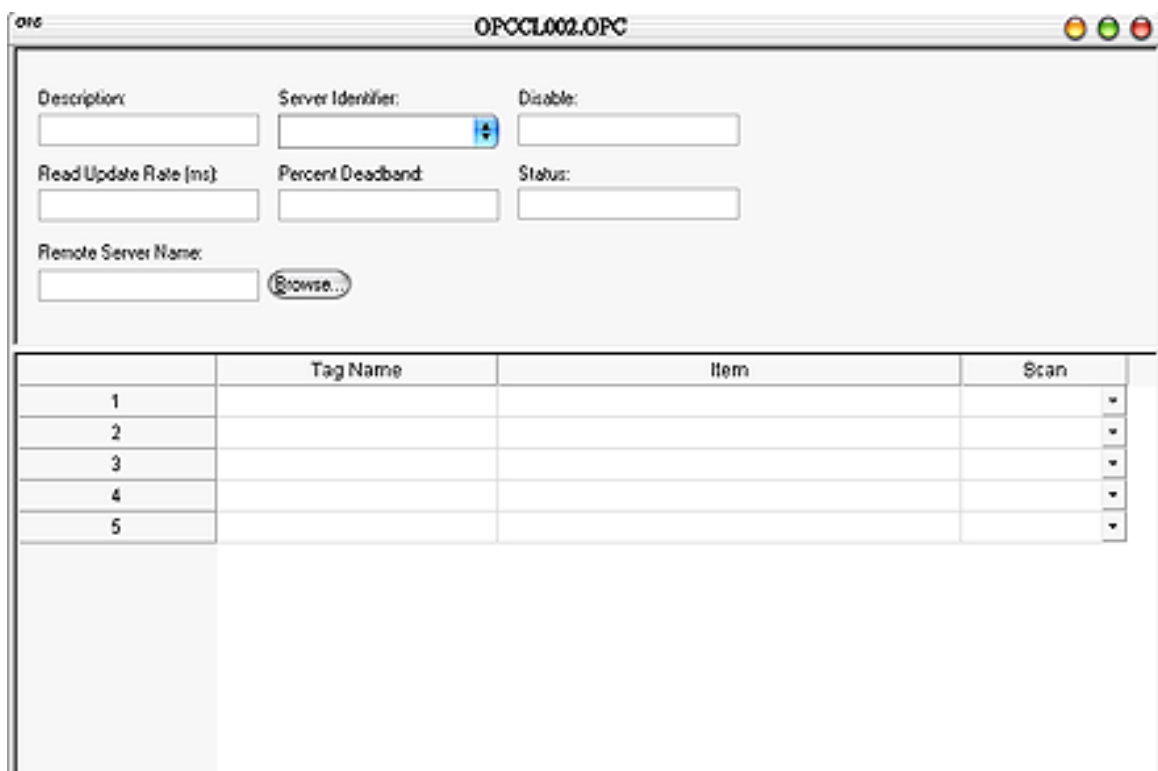 OPC
OPCCL002.OPC
Description: Server Identifier: Disable:
Read Update Rate (ms): Percent Deadband: Status:
Remote Server Name:
Browse...
Tag Name Item Scan
1
2
3
4
5